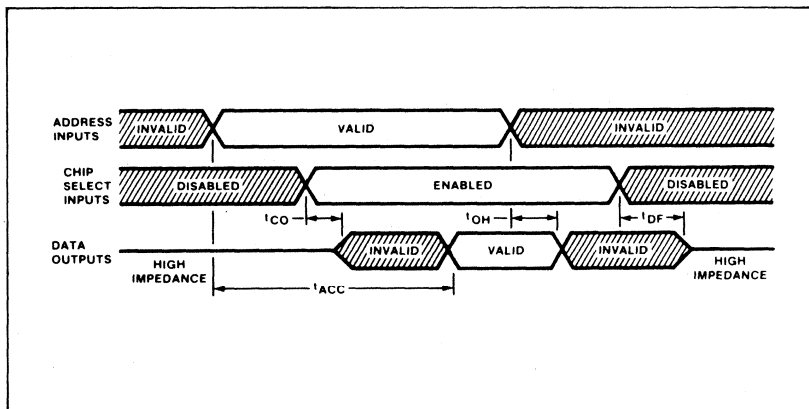 ADDRESS
INPUTS
INVALID
VALID
INVALID
CHIP
SELECT
INPUTS
DISABLED
ENABLED
DISABLED
tCO
tOH
tDF
DATA
OUTPUTS
INVALID
VALID
INVALID
HIGH
IMPEDANCE
HIGH
IMPEDANCE
tACC